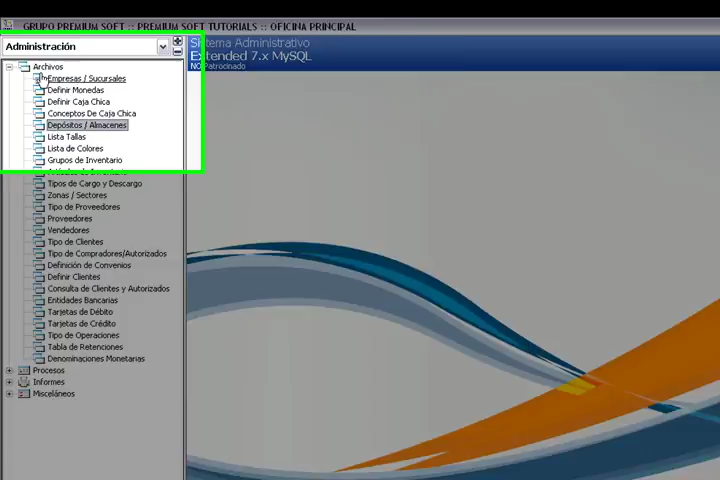 GRUPO PREMIUM SOFT :: PREMIUM SOFT TUTORIALS :: OFICINA PRINCIPAL
Administración
Sistema Administrativo
Extended 7.x MySQL
NO Patrocinado
Archivos
Empresas / Sucursales
Definir Monedas
Definir Caja Chica
Conceptos De Caja Chica
Depósitos / Almacenes
Lista Tallas
Lista de Colores
Grupos de Inventario
Artículos de Inventario
Tipos de Cargo y Descargo
Zonas / Sectores
Tipo de Proveedores
Proveedores
Vendedores
Tipo de Clientes
Tipo de Compradores/Autorizados
Definición de Convenios
Definir Clientes
Consulta de Clientes y Autorizados
Entidades Bancarias
Tarjetas de Débito
Tarjetas de Crédito
Tipo de Operaciones
Tabla de Retenciones
Denominaciones Monetarias
Procesos
Informes
Misceláneos